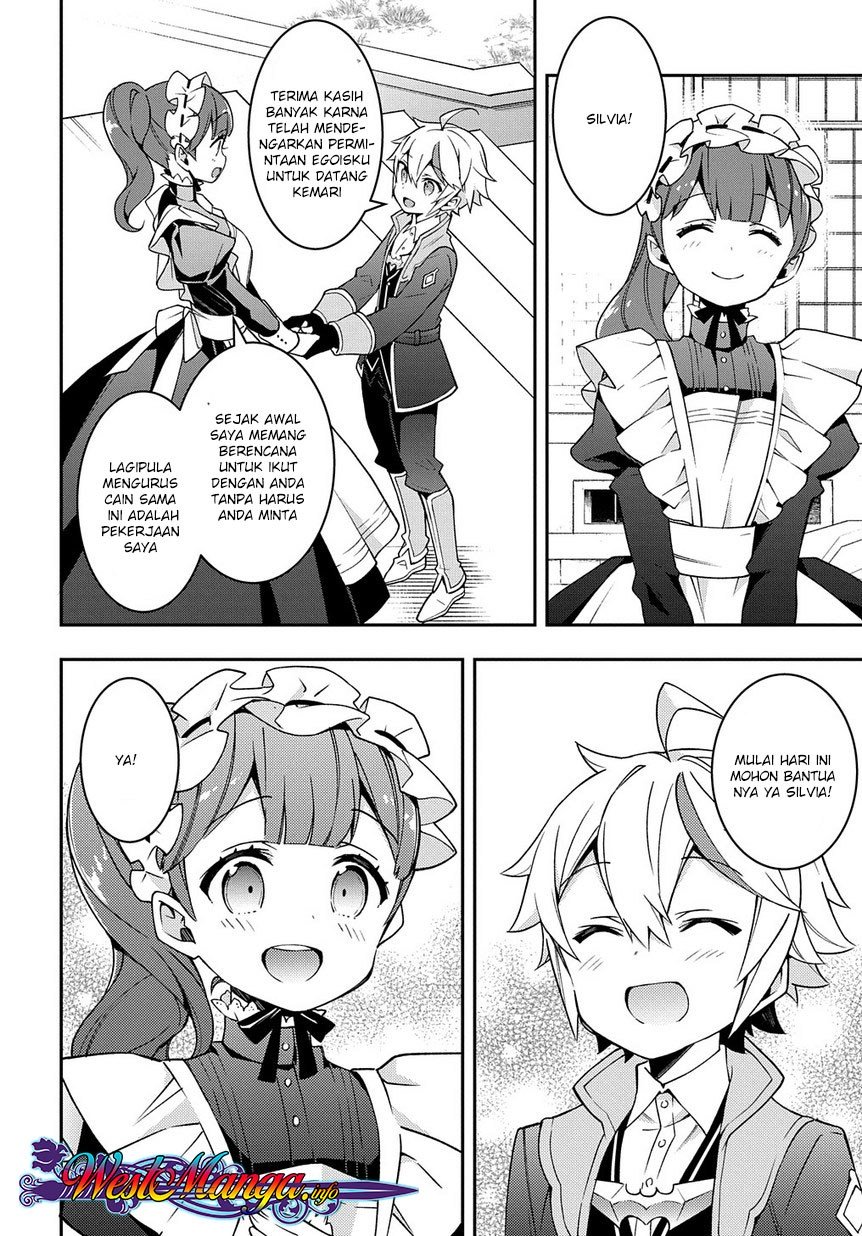 SILVIA!
TERIMA KASIH
BANYAK KARNA
TELAH MENDE-
NGARKAN PERMI-
NTAAN EGOISKU
UNTUK DATANG
KEMARI
SEJAK AWAL
SAYA MEMANG
BERENCANA
UNTUK IKUT
DENGAN ANDA
TANPA HARUS
ANDA MINTA
LAGIPULA
MENGURUS
CAIN SAMA
INI ADALAH
PEKERJAAN
SAYA
MULAI HARI INI
MOHON BANTUA
NYA YA SILVIA!
YA!
WestManga.info